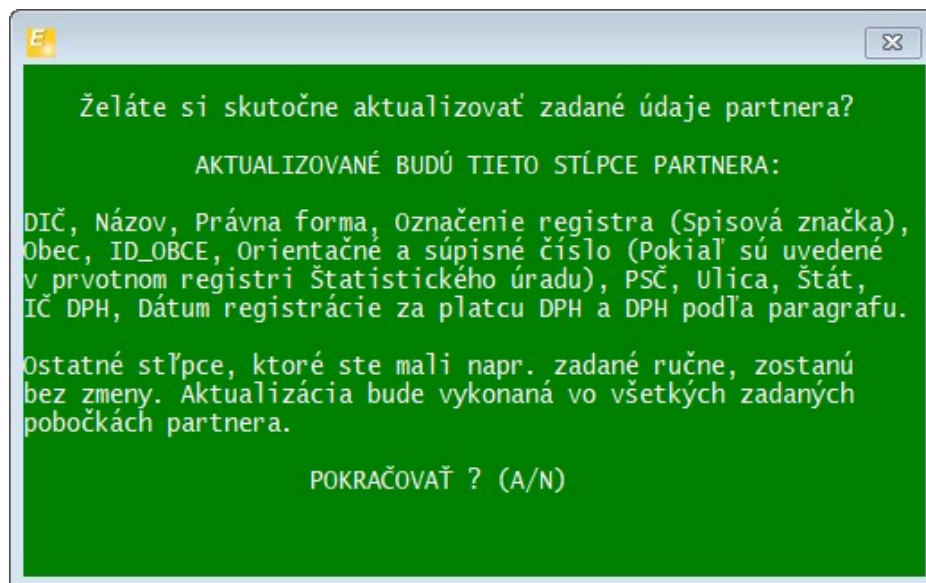 E
Želáte si skutočne aktualizovať zadané údaje partnera?
AKTUALIZOVANÉ BUDÚ TIETO STĹPCE PARTNERA:
DIČ, Názov, Právna forma, Označenie registra (Spisová značka),
Obec, ID_OBCE, Orientačné a súpisné číslo (Pokiaľ sú uvedené
v prvotnom registri Štatistického úradu), PSČ, Ulica, Štát,
IČ DPH, Dátum registrácie za platcu DPH a DPH podľa paragrafu.
Ostatné stľpce, ktoré ste mali napr. zadané ručne, zostanú
bez zmeny. Aktualizácia bude vykonaná vo všetkých zadaných
pobočkách partnera.
POKRAČOVAŤ ? (A/N)